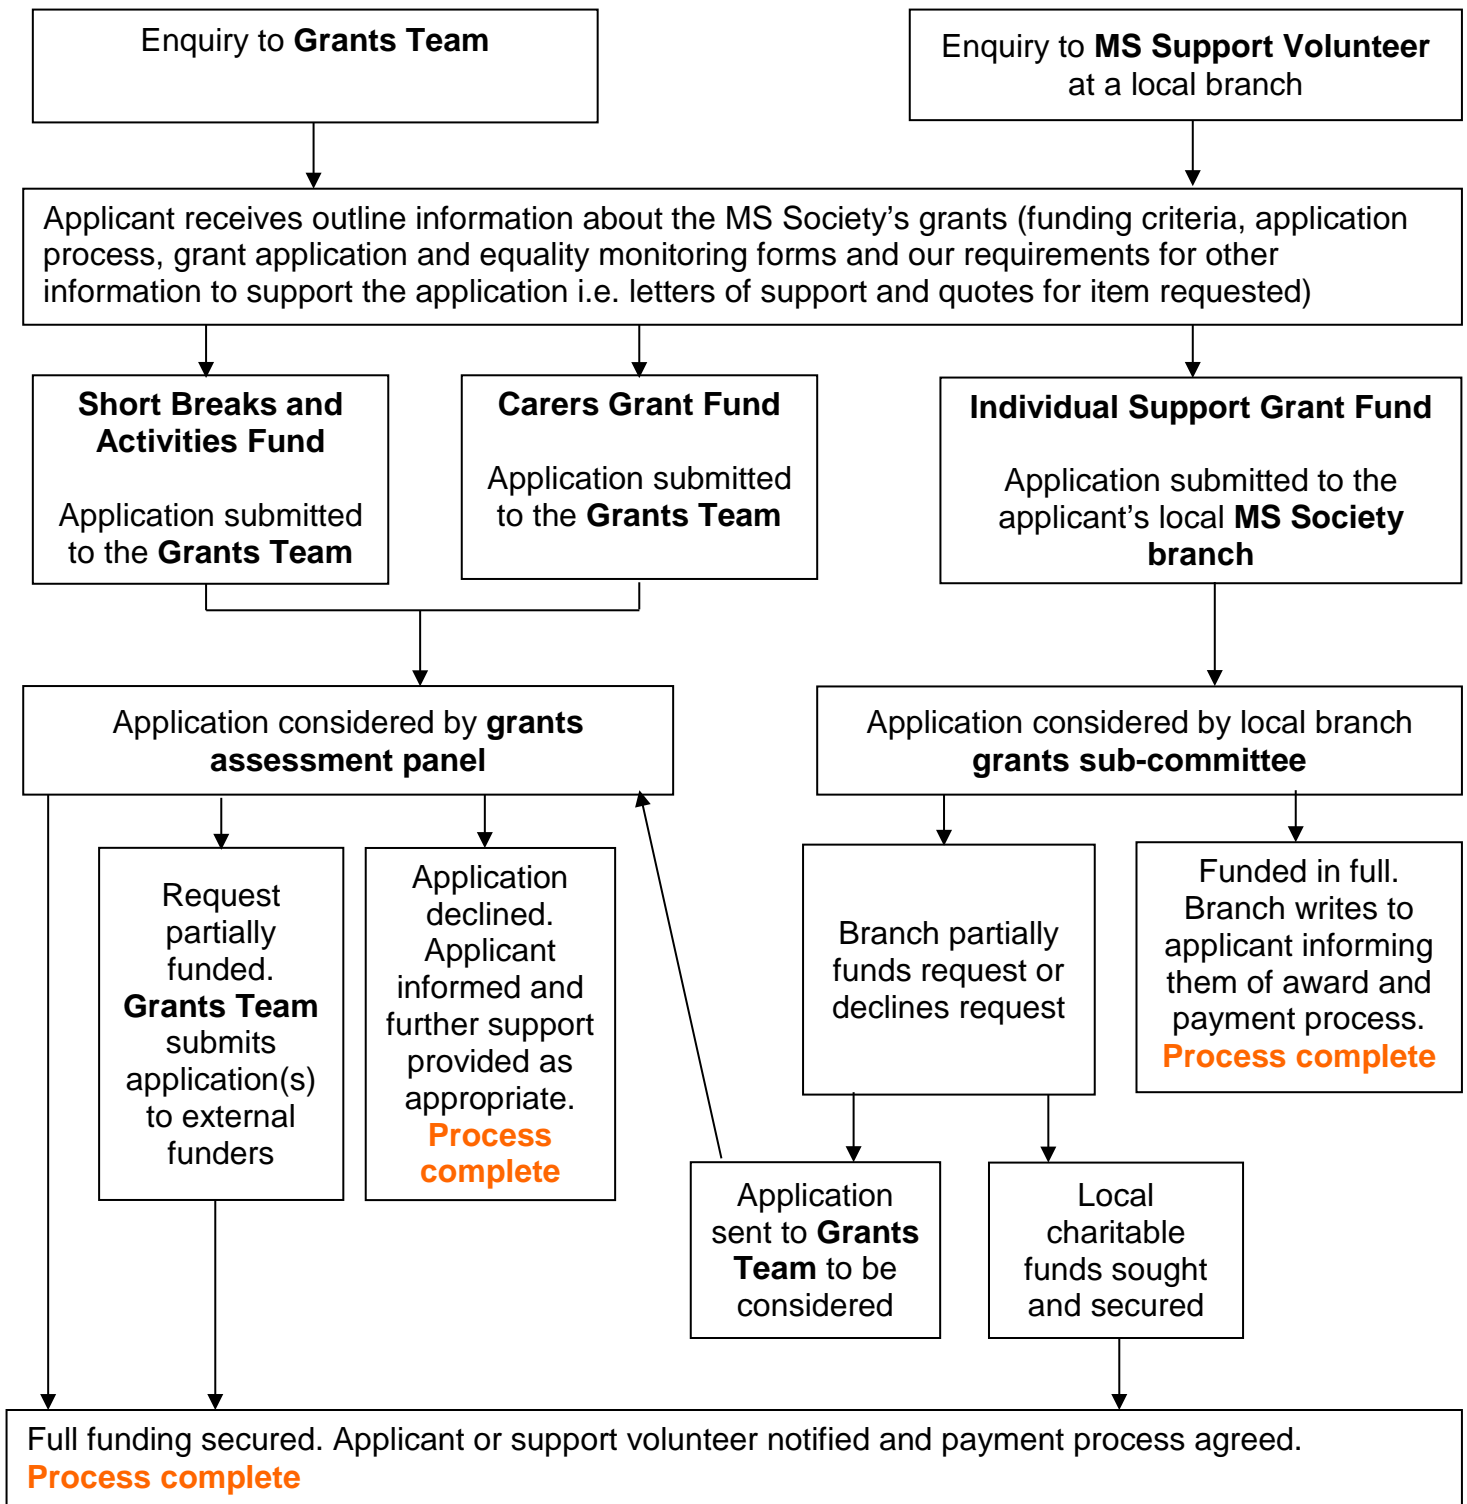 Enquiry to Grants Team
Enquiry to MS Support Volunteer
at a local branch
Applicant receives outline information about the MS Society’s grants (funding criteria, application
process, grant application and equality monitoring forms and our requirements for other
information to support the application i.e. letters of support and quotes for item requested)
Short Breaks and
Activities Fund
Application submitted
to the Grants Team
Carers Grant Fund
Application submitted
to the Grants Team
Individual Support Grant Fund
Application submitted to the
applicant’s local MS Society
branch
Application considered by grants
assessment panel
Application considered by local branch
grants sub-committee
Request
partially
funded.
Grants Team
submits
application(s)
to external
funders
Application
declined.
Applicant
informed and
further support
provided as
appropriate.
Process
complete
Branch partially
funds request or
declines request
Funded in full.
Branch writes to
applicant informing
them of award and
payment process.
Process complete
Application
sent to Grants
Team to be
considered
Local
charitable
funds sought
and secured
Full funding secured. Applicant or support volunteer notified and payment process agreed.
Process complete